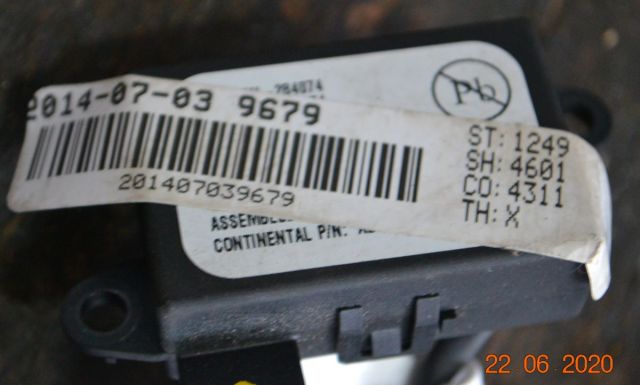 2014-07-03 9679
201407039679
ST: 1249
SH: 4601
CO: 4311
TH: X
Pb
CONTINENTAL P/N:
22 06 2020